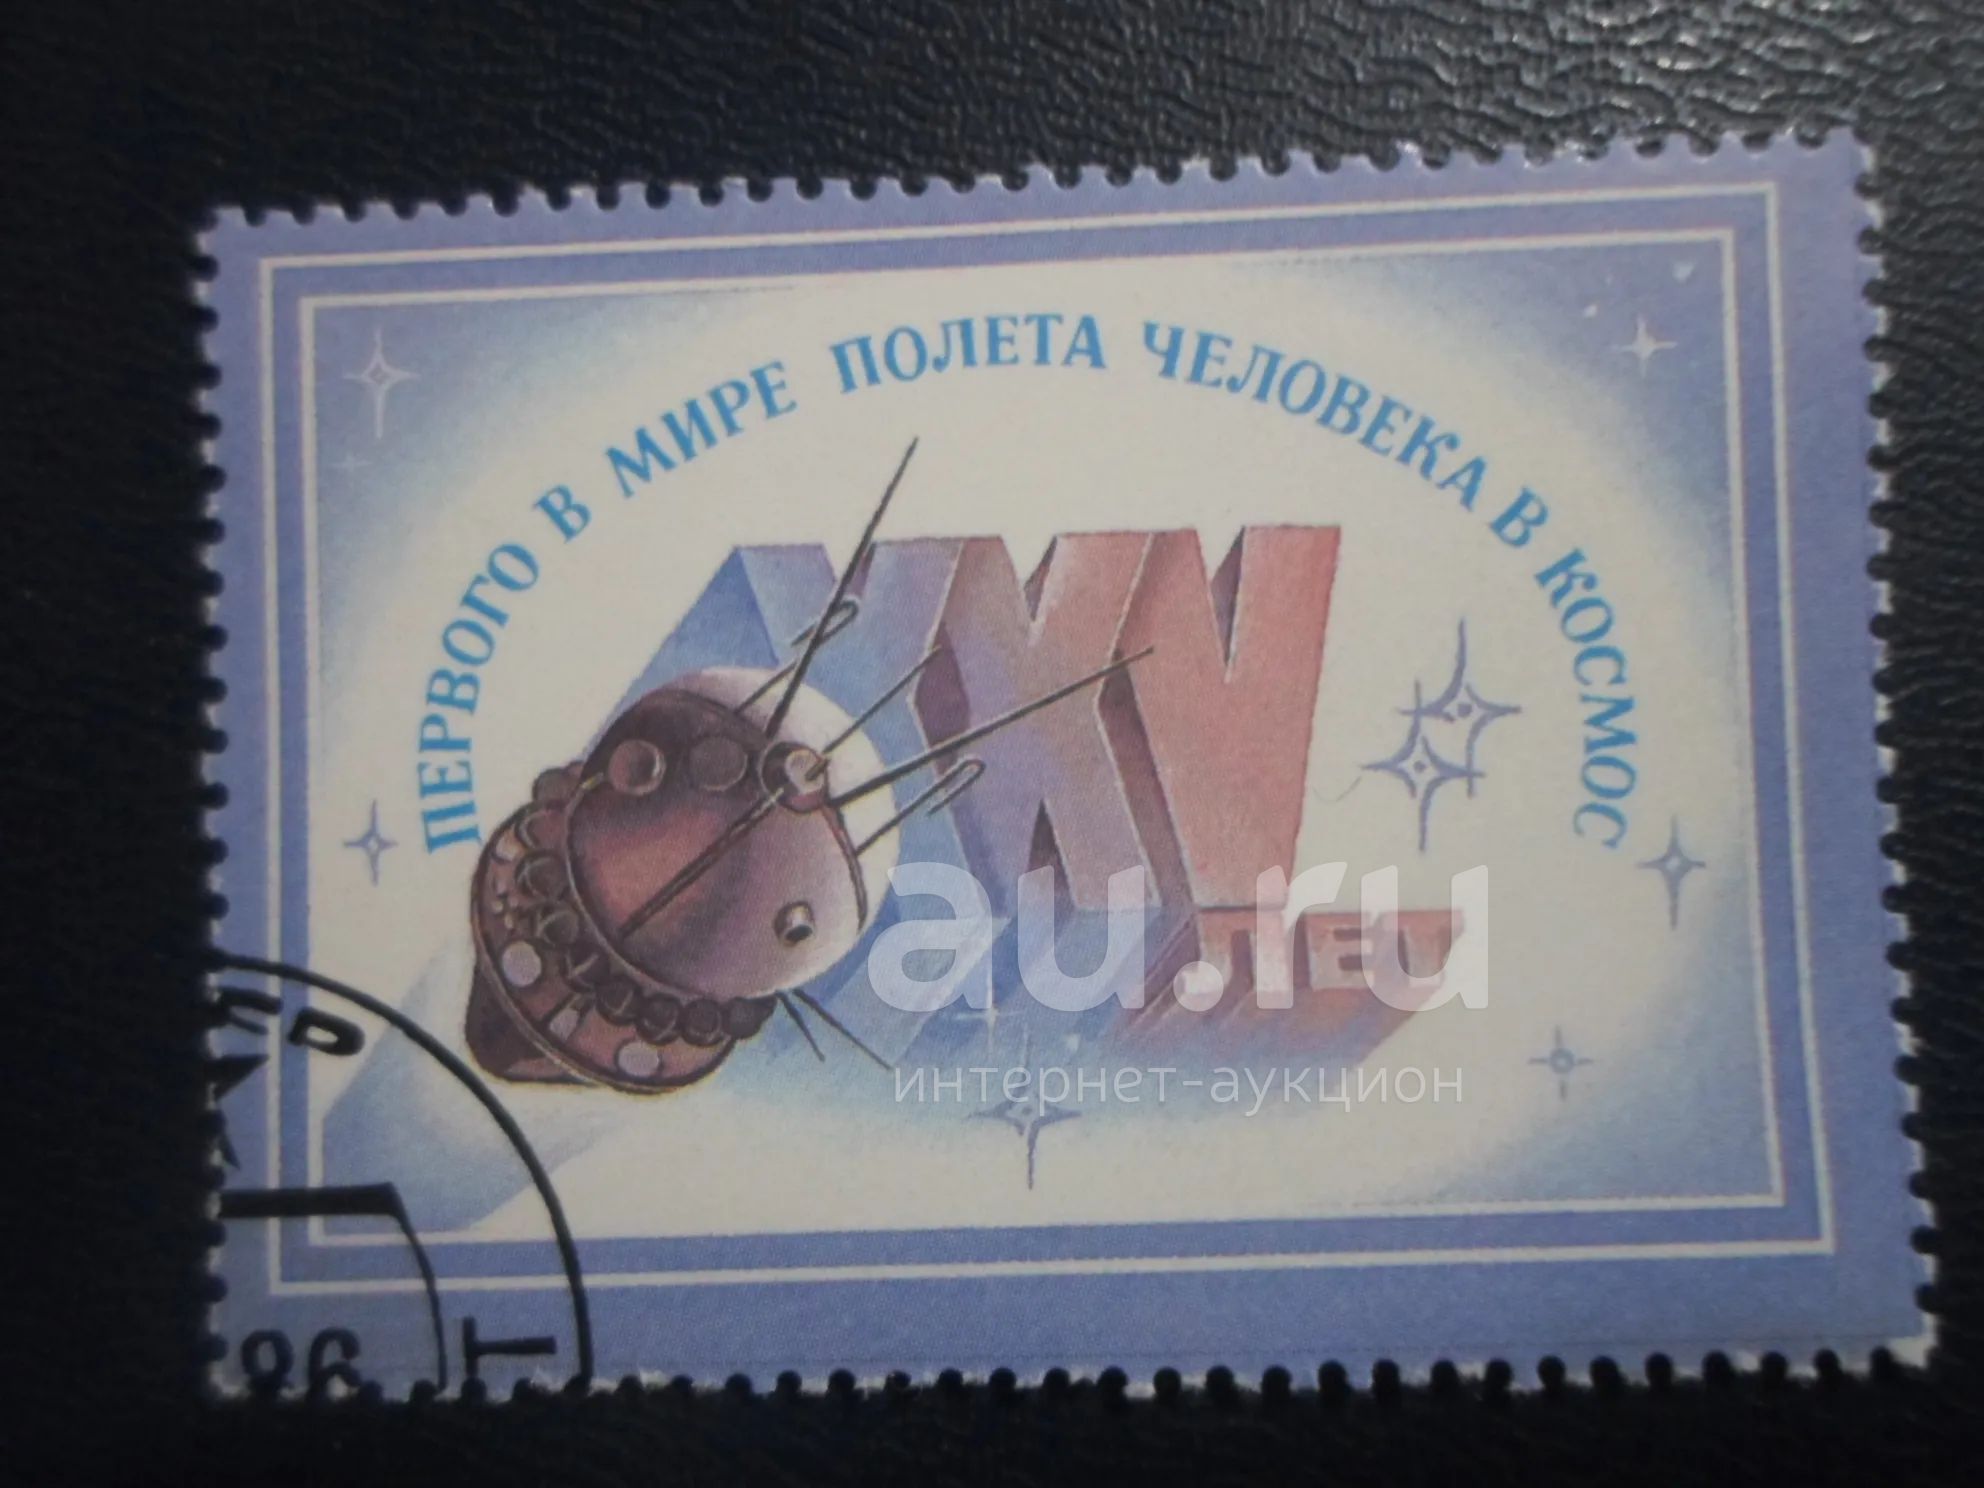 ПЕРВОГО В МИРЕ ПОЛЕТА ЧЕЛОВЕКА В КОСМОС
XXV
ЛЕТ
au.ru
интернет-аукцион